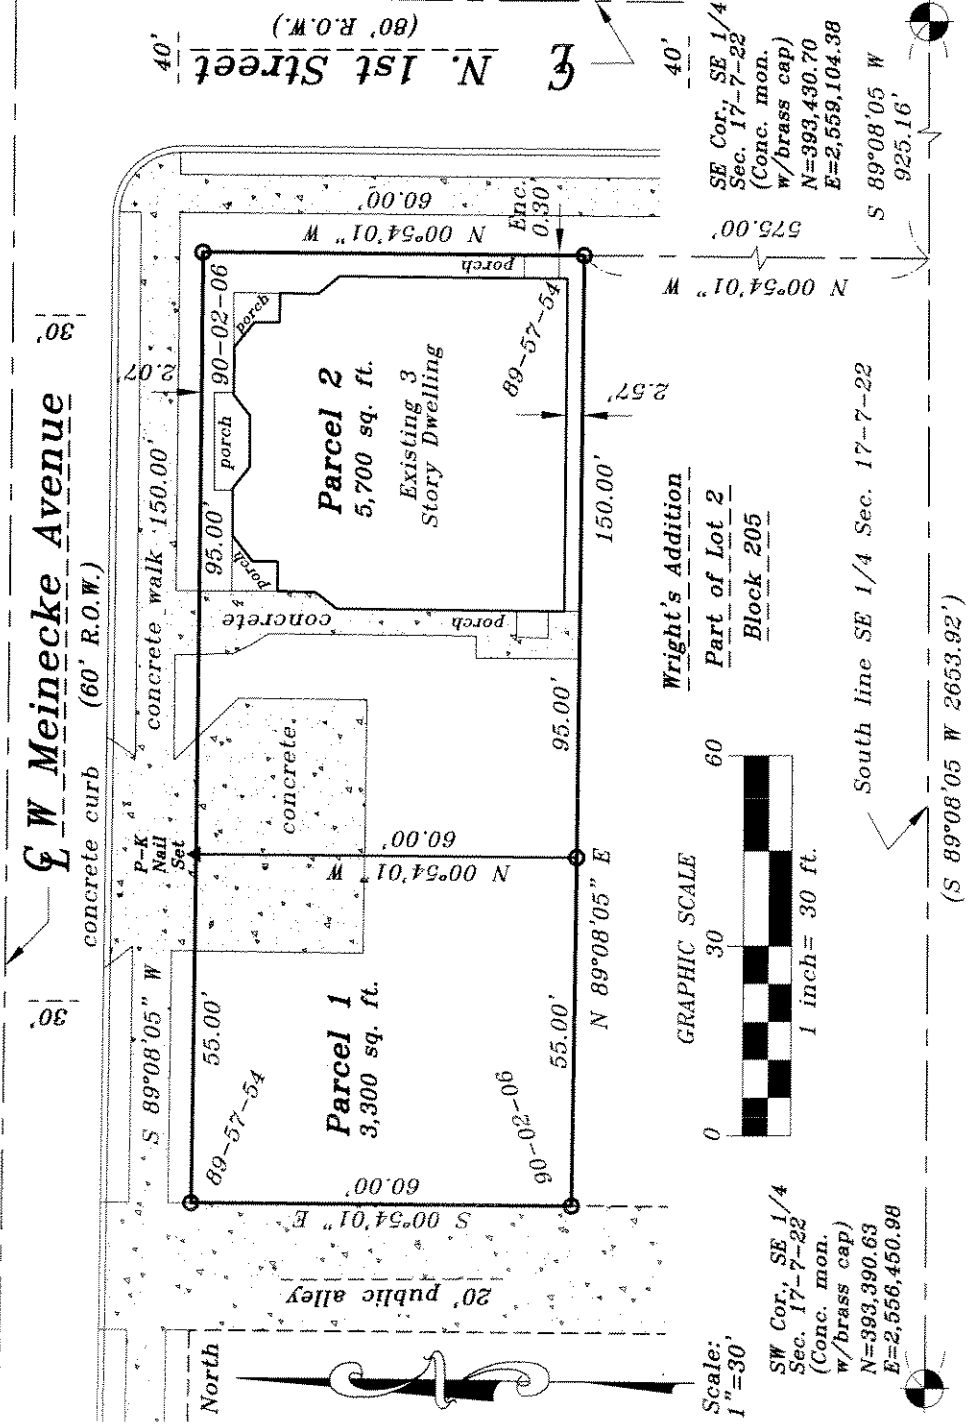 ℄ W Meinecke Avenue
(60' R.O.W.)
30'
30'
concrete curb
concrete walk
150.00'
S 89°08'05" W
P-K
Nail
Set
2.07'
55.00'
95.00'
90-02-06
89-57-54
porch
porch
porch
Parcel 1
3,300 sq. ft.
concrete
concrete
Parcel 2
5,700 sq. ft.
Existing 3
Story Dwelling
porch
porch
89-57-54
90-02-06
60.00'
S 00°54'01" E
N 00°54'01" W
60.00'
N 00°54'01" W
60.00'
Enc.
0.30
20' public alley
55.00'
95.00'
N 89°08'05" E
150.00'
2.57'
40'
N. 1st Street
(80' R.O.W.)
℄
40'
North
Wright's Addition
Part of Lot 2
Block 205
N 00°54'01" W
575.00'
GRAPHIC SCALE
0
30
60
1 inch= 30 ft.
Scale:
1"=30'
SW Cor., SE 1/4
Sec. 17-7-22
(Conc. mon.
w/brass cap)
N=393,390.63
E=2,556,450.98
SE Cor., SE 1/4
Sec. 17-7-22
(Conc. mon.
w/brass cap)
N=393,430.70
E=2,559,104.38
South line SE 1/4 Sec. 17-7-22
S 89°08'05 W
925.16'
(S 89°08'05 W 2653.92')